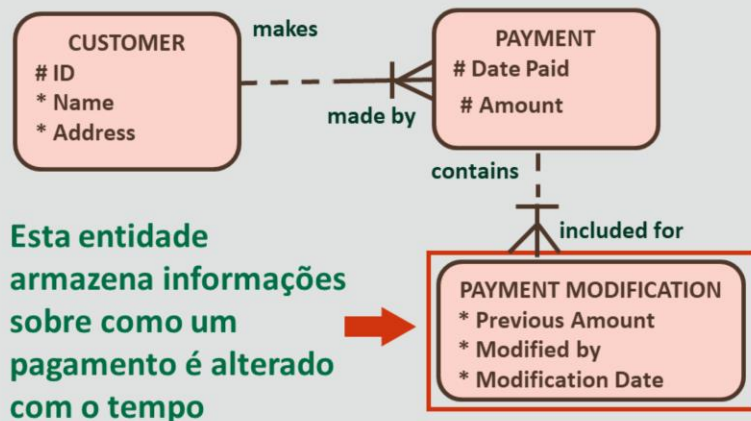 CUSTOMER
# ID
* Name
* Address
makes
made by
PAYMENT
# Date Paid
# Amount
contains
included for
Esta entidade
armazena informações
sobre como um
pagamento é alterado
com o tempo
PAYMENT MODIFICATION
* Previous Amount
* Modified by
* Modification Date